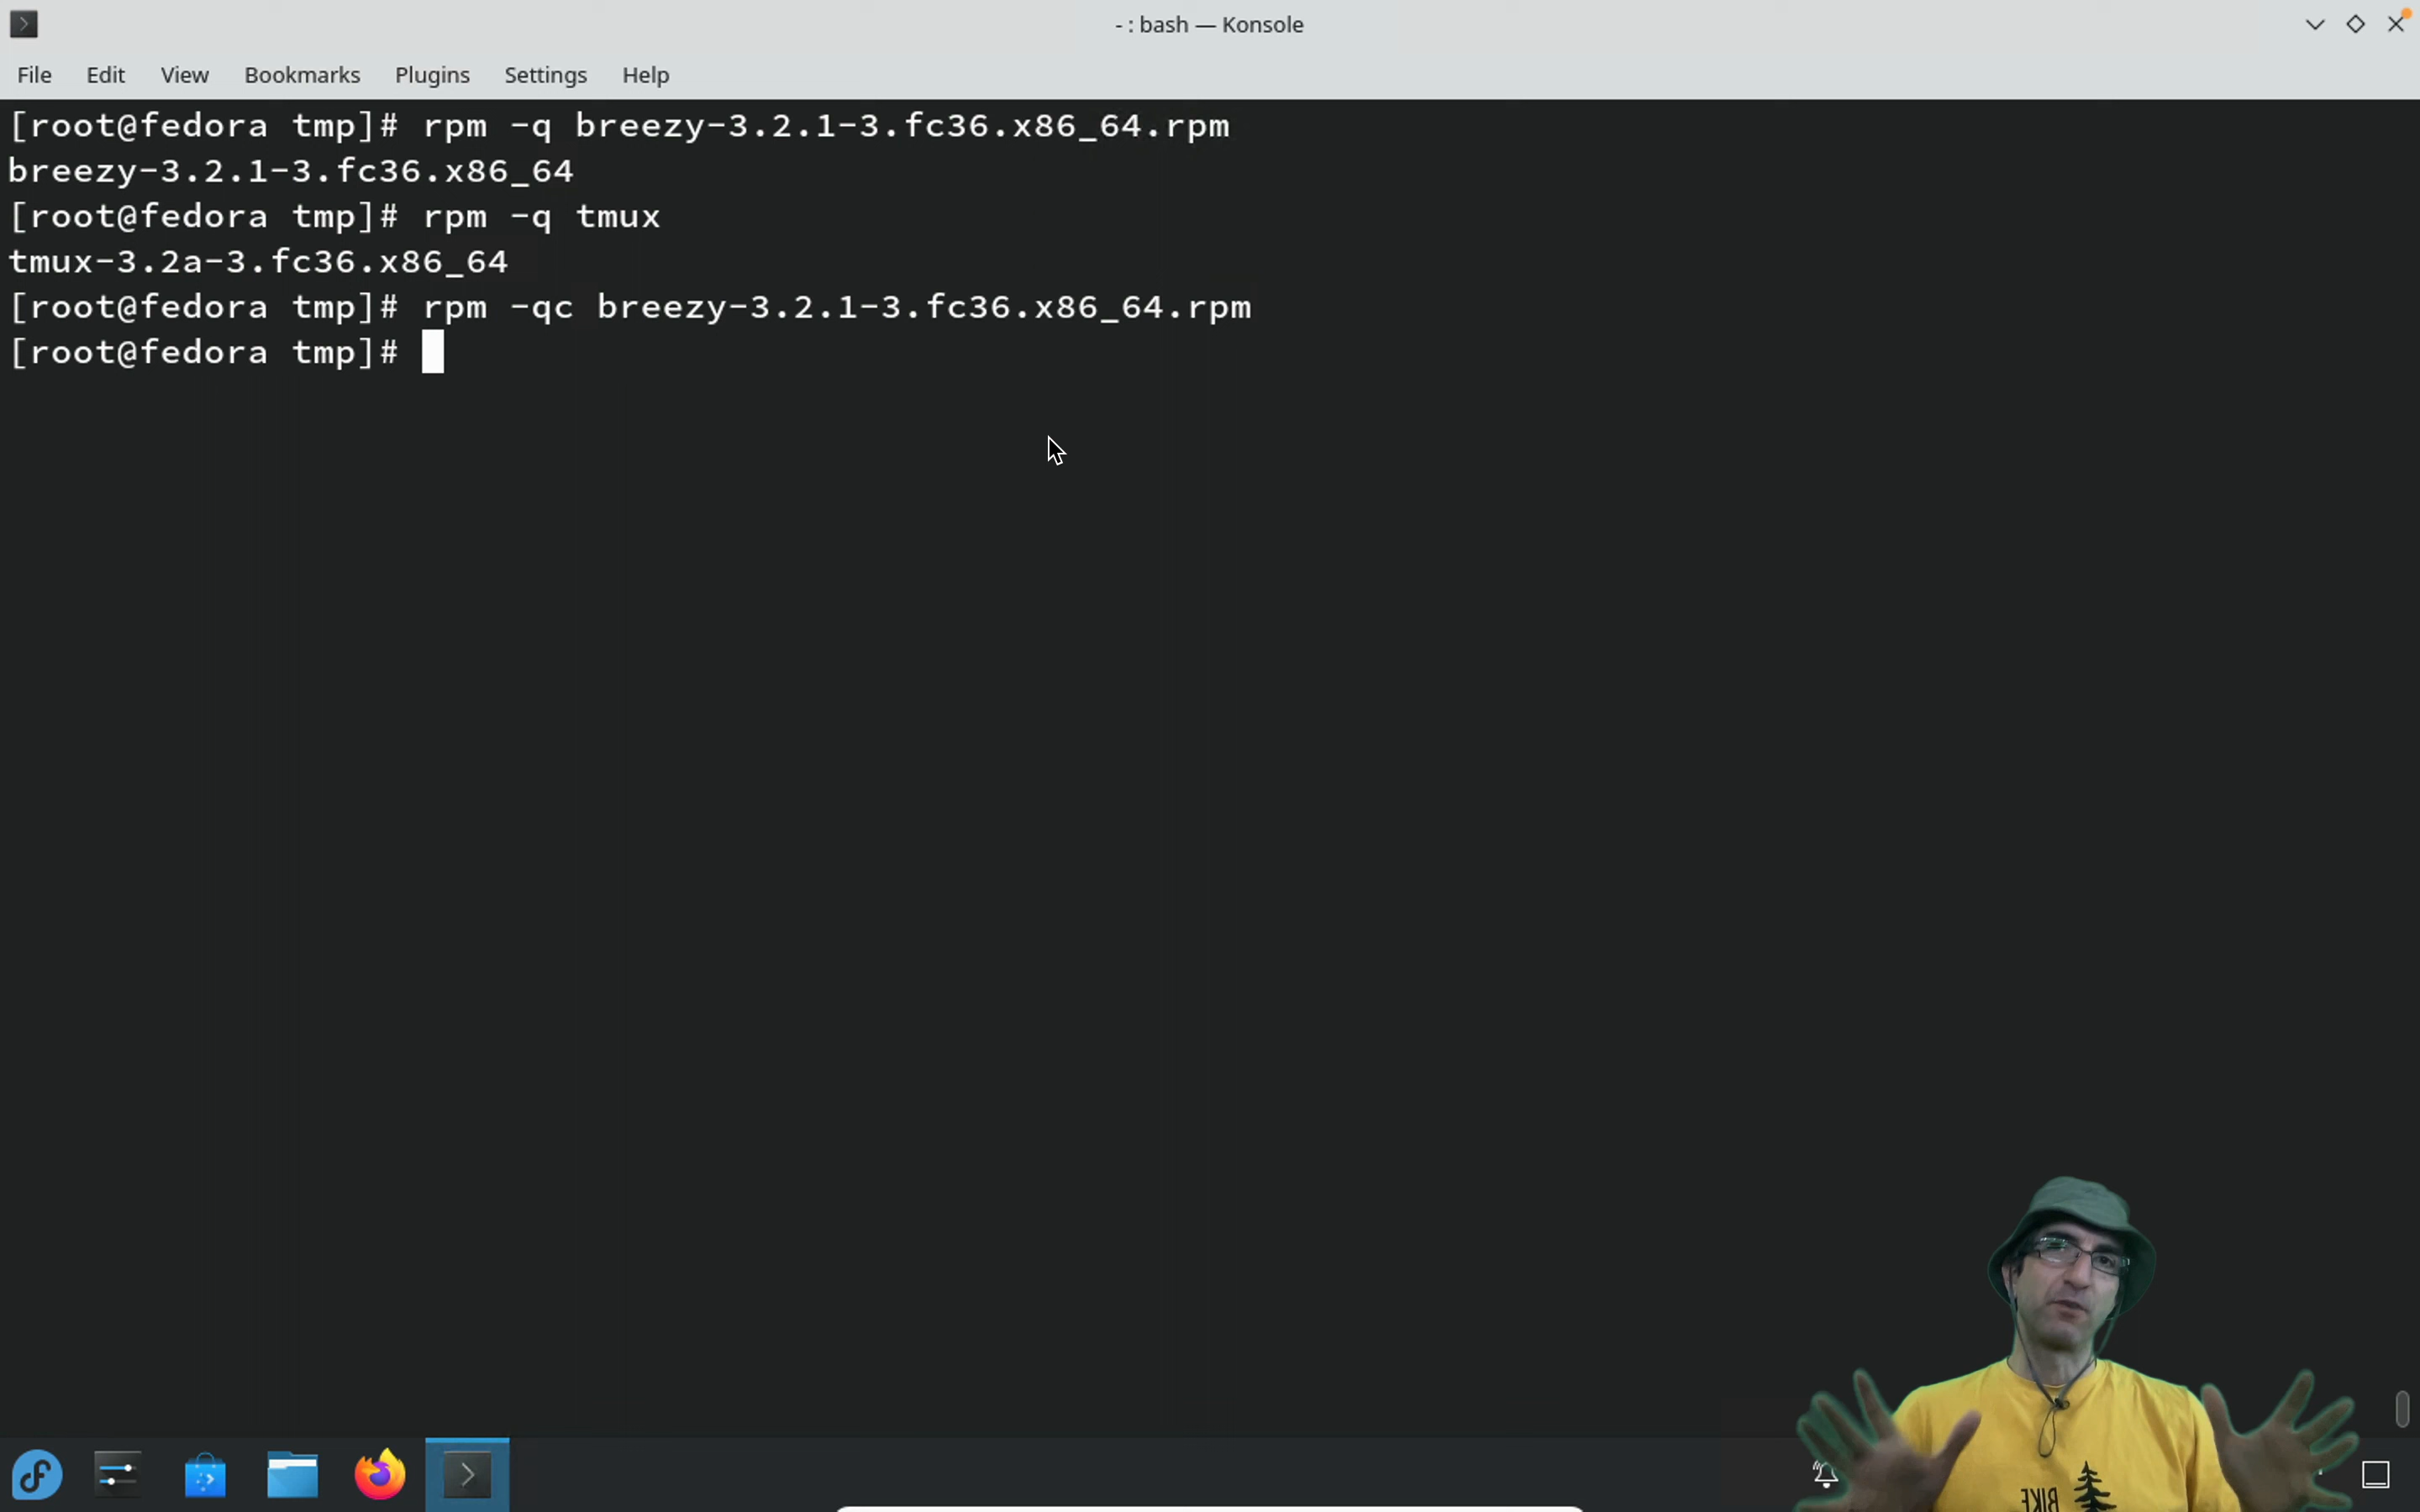 - : bash — Konsole
File Edit View Bookmarks Plugins Settings Help
[root@fedora tmp]# rpm -q breezy-3.2.1-3.fc36.x86_64.rpm
breezy-3.2.1-3.fc36.x86_64
[root@fedora tmp]# rpm -q tmux
tmux-3.2a-3.fc36.x86_64
[root@fedora tmp]# rpm -qc breezy-3.2.1-3.fc36.x86_64.rpm
[root@fedora tmp]#
BIKE